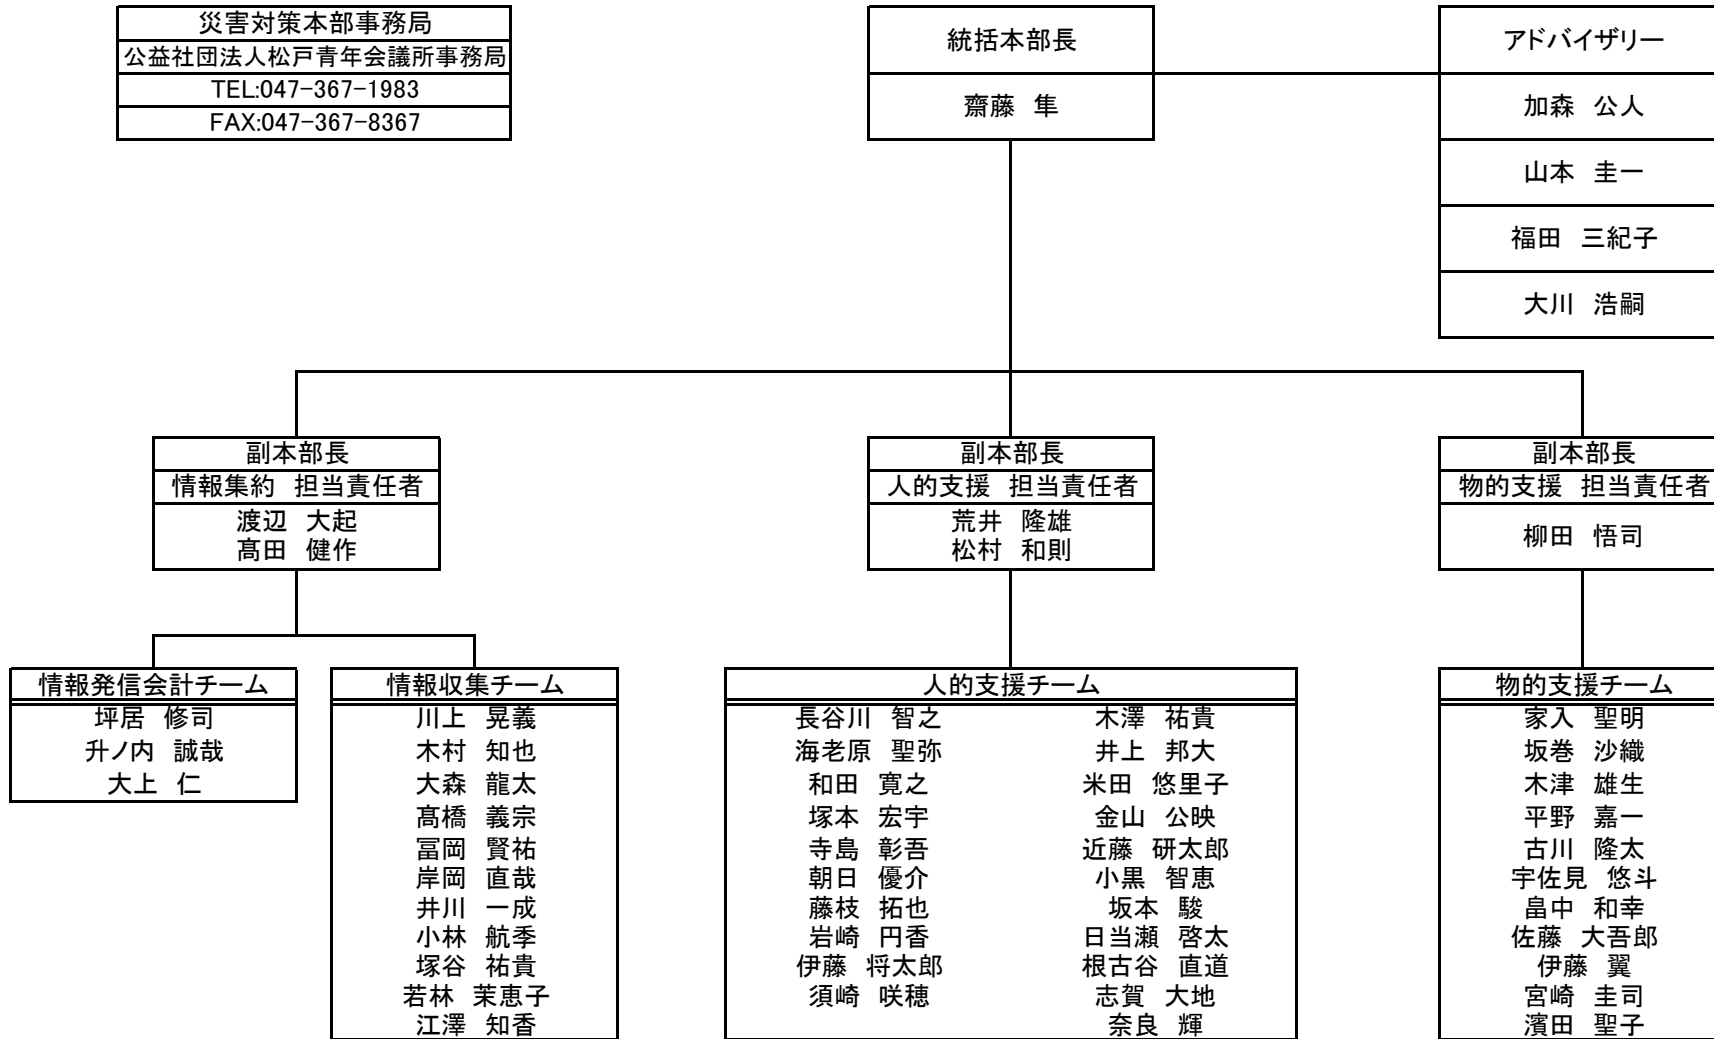 災害対策本部事務局
公益社団法人松戸青年会議所事務局
TEL:047-367-1983
FAX:047-367-8367
統括本部長
齋藤 隼
アドバイザリー
加森 公人
山本 圭一
福田 三紀子
大川 浩嗣
副本部長
情報集約 担当責任者
渡辺 大起
髙田 健作
副本部長
人的支援 担当責任者
荒井 隆雄
松村 和則
副本部長
物的支援 担当責任者
柳田 悟司
情報発信会計チーム
坪居 修司
升ノ内 誠哉
大上 仁
情報収集チーム
川上 晃義
木村 知也
大森 龍太
髙橋 義宗
冨岡 賢祐
岸岡 直哉
井川 一成
小林 航季
塚谷 祐貴
若林 茉恵子
江澤 知香
人的支援チーム
長谷川 智之
海老原 聖弥
和田 寛之
塚本 宏宇
寺島 彰吾
朝日 優介
藤枝 拓也
岩崎 円香
伊藤 将太郎
須崎 咲穂
木澤 祐貴
井上 邦大
米田 悠里子
金山 公映
近藤 研太郎
小黒 智恵
坂本 駿
日当瀬 啓太
根古谷 直道
志賀 大地
奈良 輝
物的支援チーム
家入 聖明
坂巻 沙織
木津 雄生
平野 嘉一
古川 隆太
宇佐見 悠斗
畠中 和幸
佐藤 大吾郎
伊藤 翼
宮崎 圭司
濱田 聖子